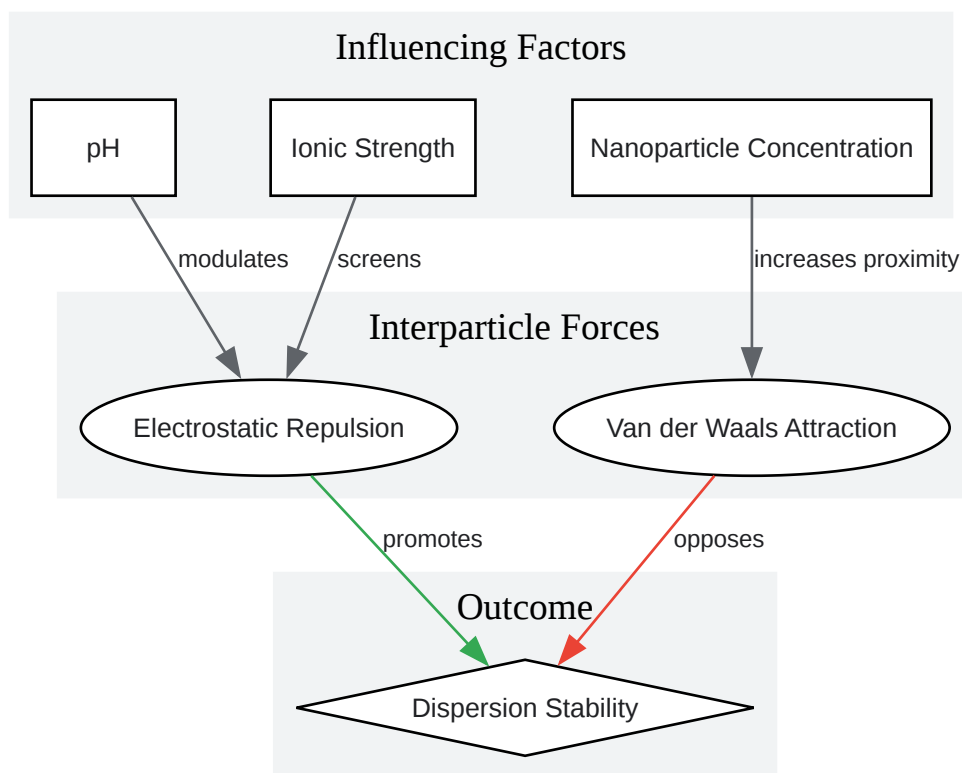 Influencing Factors
pH
Ionic Strength
Nanoparticle Concentration
modulates
screens
increases proximity
Interparticle Forces
Electrostatic Repulsion
Van der Waals Attraction
promotes
opposes
Outcome
Dispersion Stability